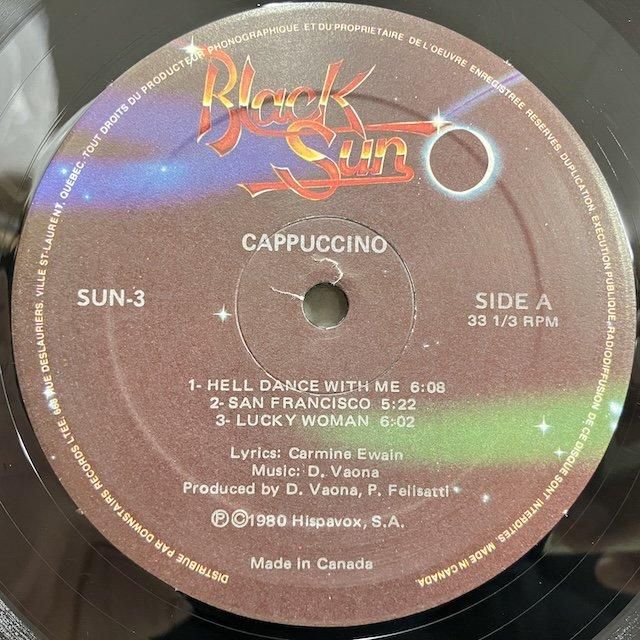 Black
Sun
CAPPUCCINO
SUN-3
SIDE A
33 1/3 RPM
1- HELL DANCE WITH ME 6:08
2- SAN FRANCISCO 5:22
3- LUCKY WOMAN 6:02
Lyrics: Carmine Ewain
Music: D. Vaona
Produced by D. Vaona, P. Felisatti
Ⓟ©1980 Hispavox, S.A.
Made in Canada
DISTRIBUE PAR DOWNSTAIRS RECORDS LTEE. RUE DESLAURIERS, VILLE ST-LAURENT, QUEBEC. TOUT DROITS DU PRODUCTEUR PHONOGRAPHIQUE ET DU PROPRIETAIRE DE L'OEUVRE ENREGISTREE RESERVES DUPLICATION, EXECUTION PUBLIQUE, RADIODIFFUSION DE CE DISQUE SONT INTERDITES. MADE IN CANADA.